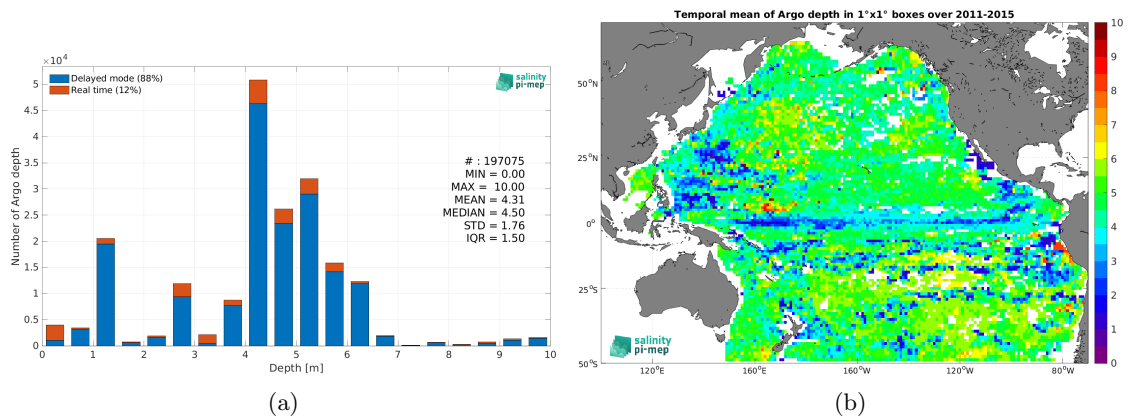 Delayed mode (88%)
Real time (12%)
salinity
pi-mep
×10⁴
5
4.5
4
3.5
3
2.5
2
1.5
1
0.5
0
Number of Argo depth
# : 197075
MIN = 0.00
MAX = 10.00
MEAN = 4.31
MEDIAN = 4.50
STD = 1.76
IQR = 1.50
0 1 2 3 4 5 6 7 8 9 10
Depth [m]
(a)
Temporal mean of Argo depth in 1°x1° boxes over 2011-2015
50°N
25°N
0°
25°S
50°S
salinity
pi-mep
120°E 160°E 160°W 120°W 80°W
10
9
8
7
6
5
4
3
2
1
0
(b)